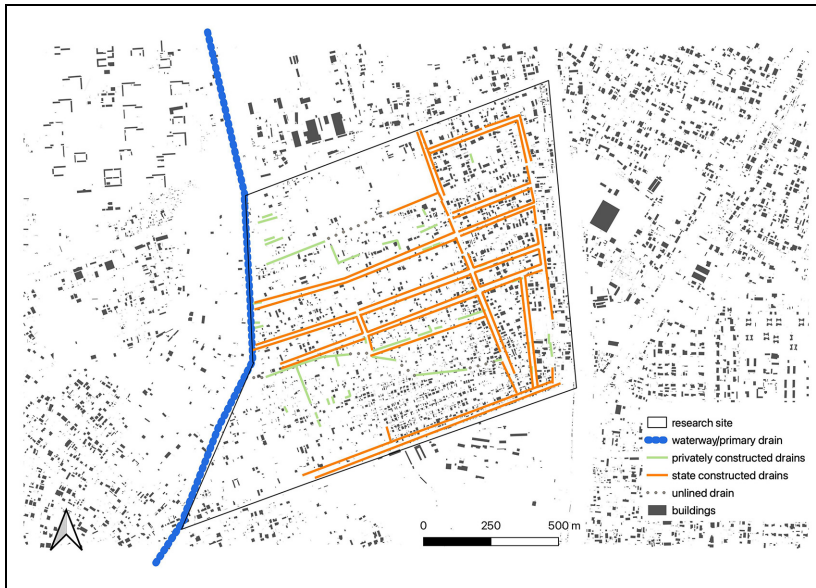 research site
waterway/primary drain
privately constructed drains
state constructed drains
unlined drain
buildings
0 250 500 m